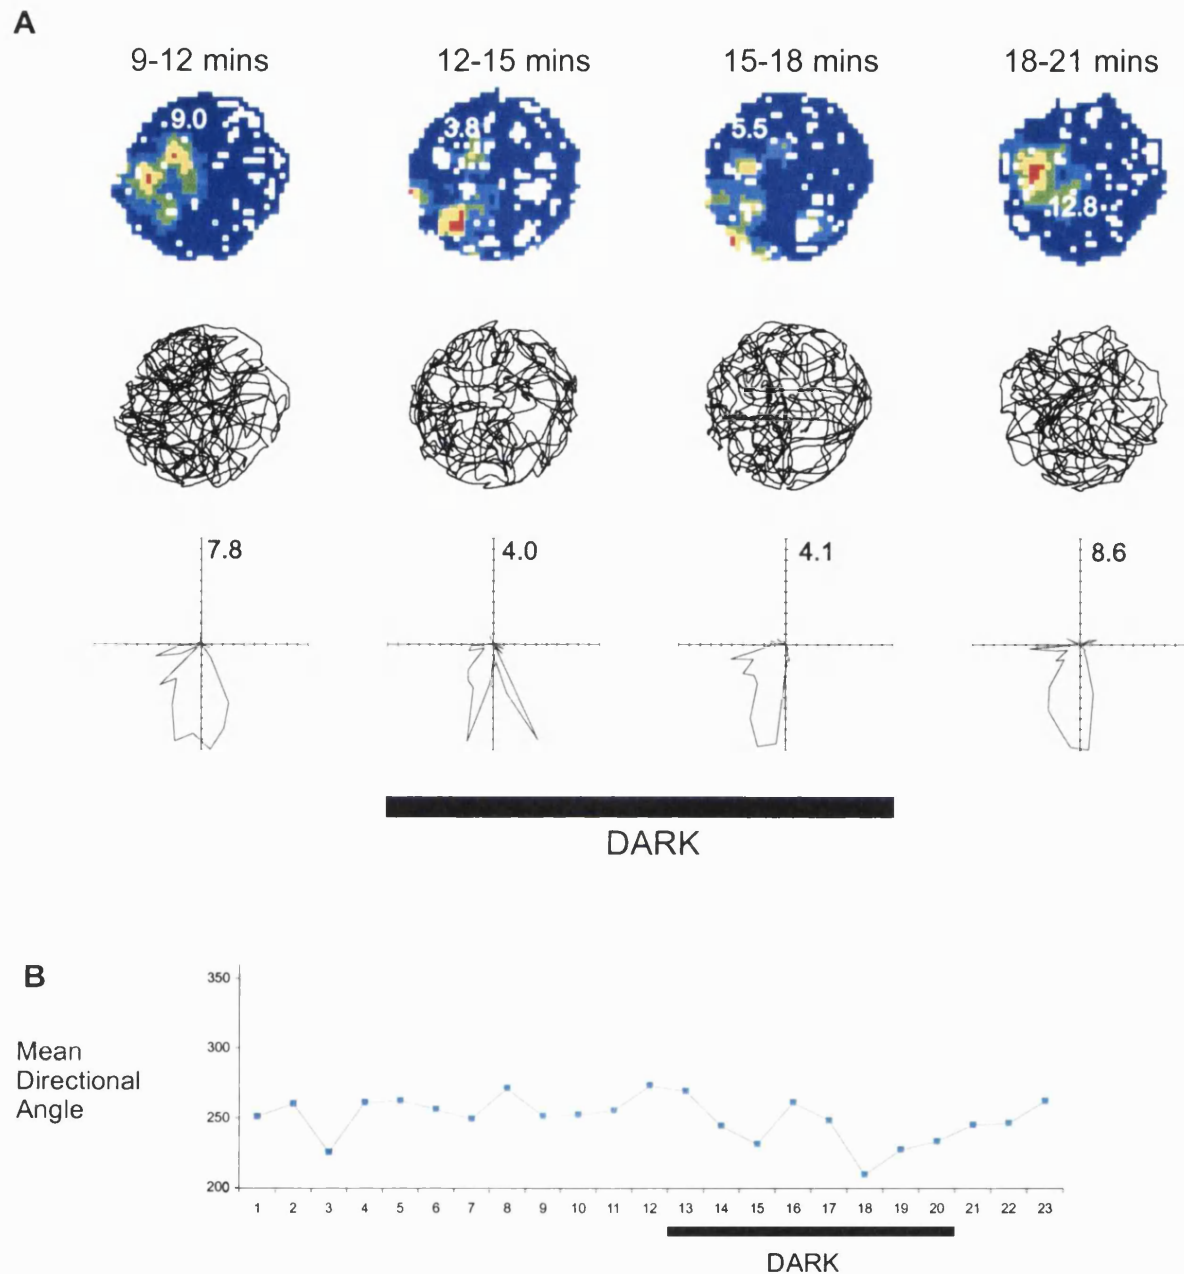 A
9-12 mins
12-15 mins
15-18 mins
18-21 mins
9.0
3.8
5.5
12.8
7.8
4.0
4.1
8.6
DARK
B
Mean
Directional
Angle
350
300
250
200
1 2 3 4 5 6 7 8 9 10 11 12 13 14 15 16 17 18 19 20 21 22 23
DARK